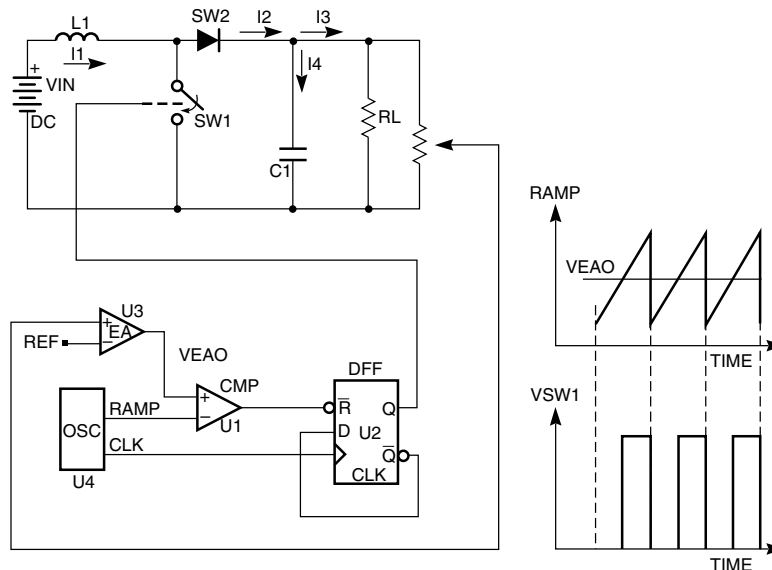 L1
SW2
I2
I3
I1
I4
+
VIN
DC
SW1
RL
C1
RAMP
VEAO
TIME
U3
+
EA
−
REF
VEAO
DFF
CMP
+
−
U1
R
Q
D
U2
Q
CLK
OSC
RAMP
CLK
U4
VSW1
TIME